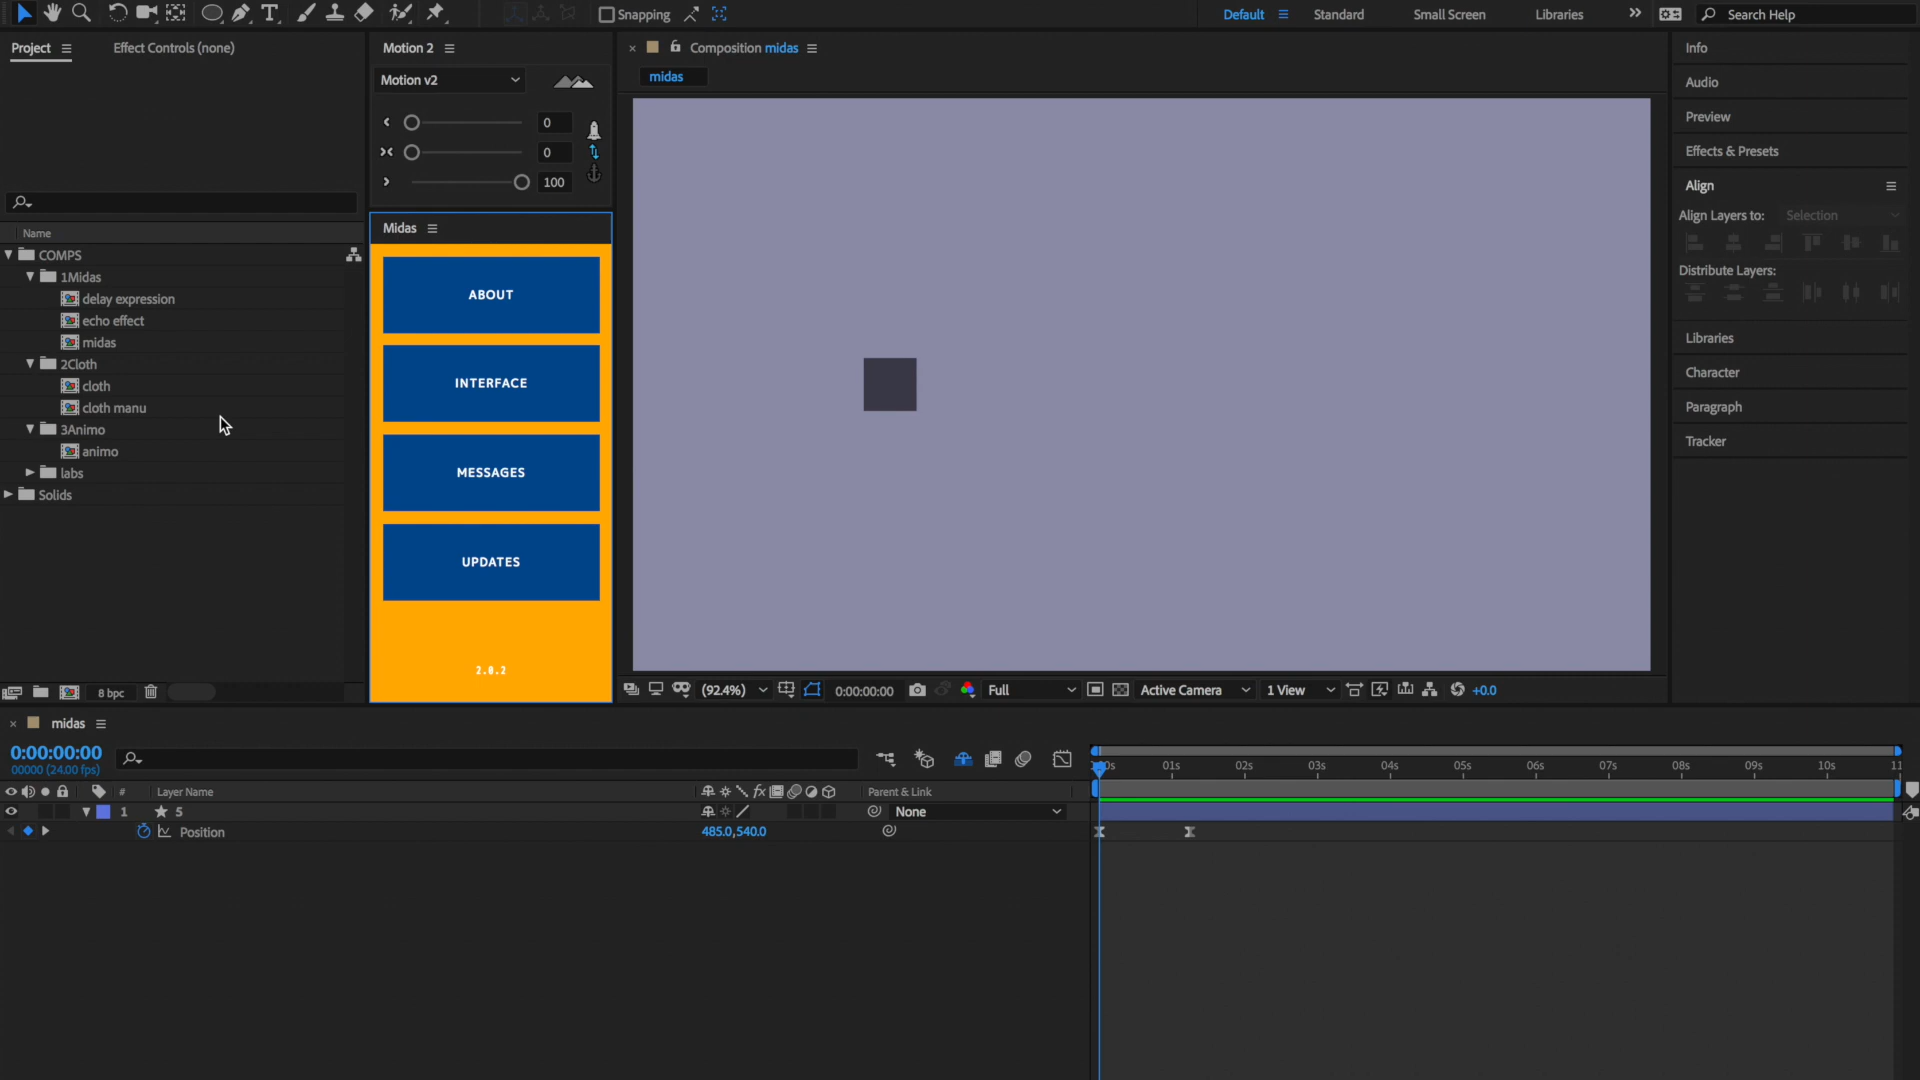 Snapping
Default
Standard
Small Screen
Libraries
Search Help
Project
Effect Controls (none)
Motion 2
Composition midas
Info
midas
Motion v2
Audio
Preview
0
0
100
Effects & Presets
Align
Align Layers to: Selection
Distribute Layers:
Midas
Name
COMPS
1Midas
delay expression
echo effect
midas
2Cloth
cloth
cloth manu
3Animo
animo
labs
Solids
ABOUT
INTERFACE
MESSAGES
UPDATES
2.0.2
Libraries
Character
Paragraph
Tracker
8 bpc
(92.4%)
0:00:00:00
Full
Active Camera
1 View
+0.0
midas
0:00:00:00
00000 (24.00 fps)
01s 02s 03s 04s 05s 06s 07s 08s 09s 10s 11
# Layer Name
Parent & Link
1 5
None
Position
485.0,540.0